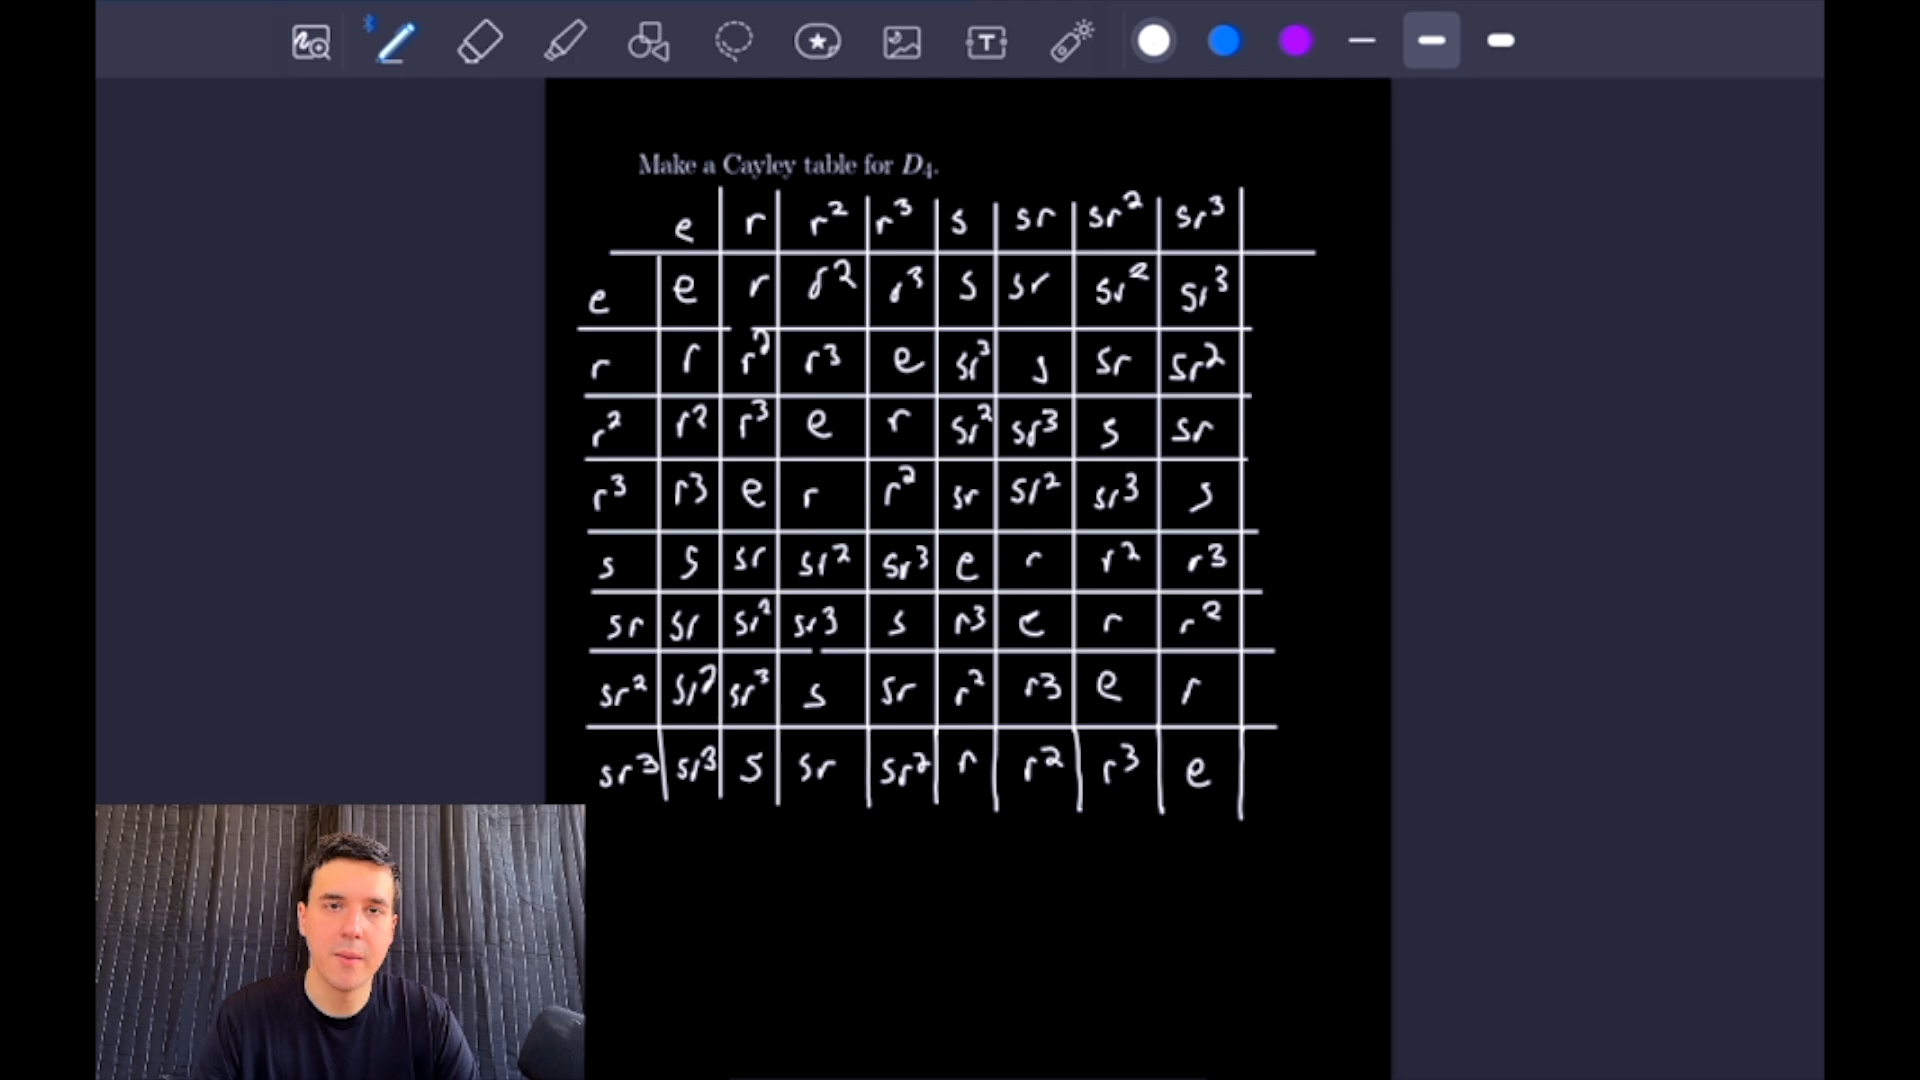 Make a Cayley table for D₄.
e r r² r³ s sr sr² sr³
e e r r² r³ s sr sr² sr³
r r r² r³ e sr³ s sr sr²
r² r² r³ e r sr² sr³ s sr
r³ r³ e r r² sr sr² sr³ s
s s sr sr² sr³ e r r² r³
sr sr sr² sr³ s r³ e r r²
sr² sr² sr³ s sr r² r³ e r
sr³ sr³ s sr sr² r r² r³ e